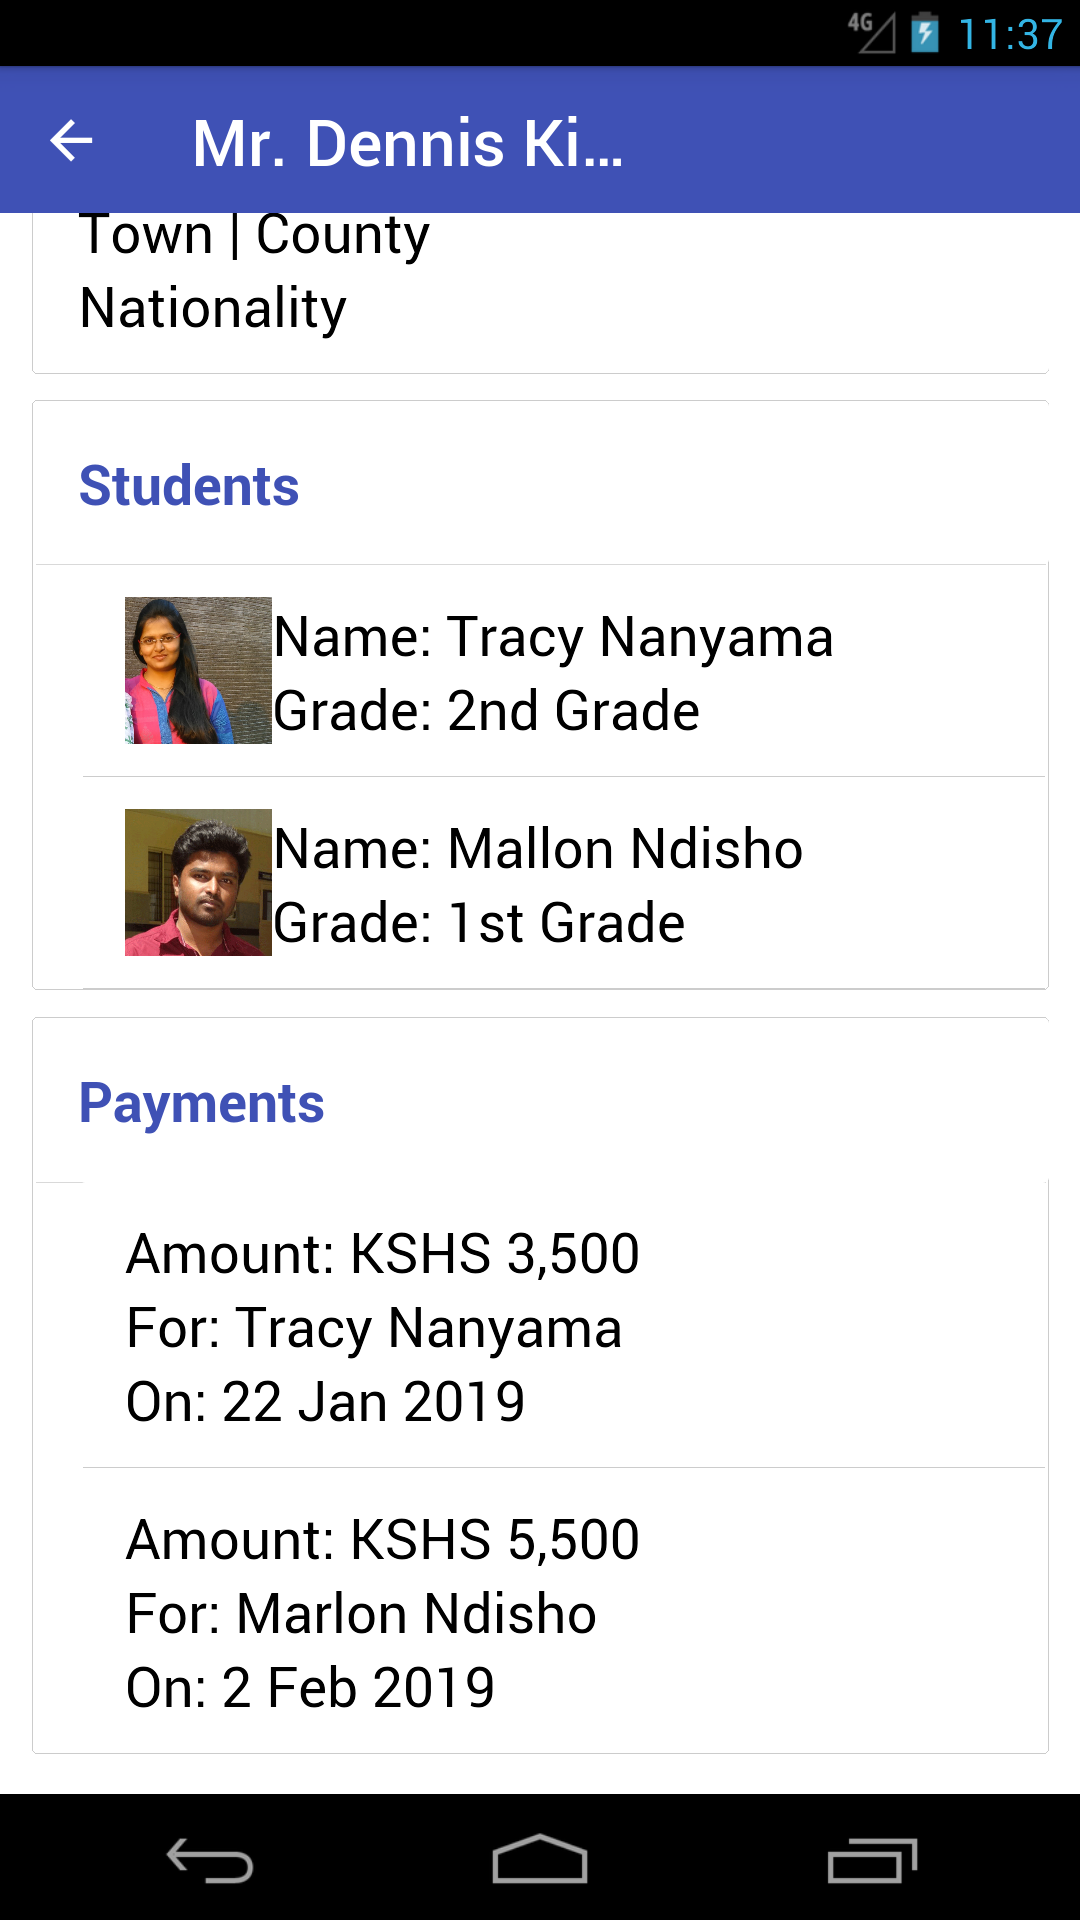 4G 11:37
Mr. Dennis Ki...
Town | County
Nationality
Students
Name: Tracy Nanyama
Grade: 2nd Grade
Name: Mallon Ndisho
Grade: 1st Grade
Payments
Amount: KSHS 3,500
For: Tracy Nanyama
On: 22 Jan 2019
Amount: KSHS 5,500
For: Marlon Ndisho
On: 2 Feb 2019